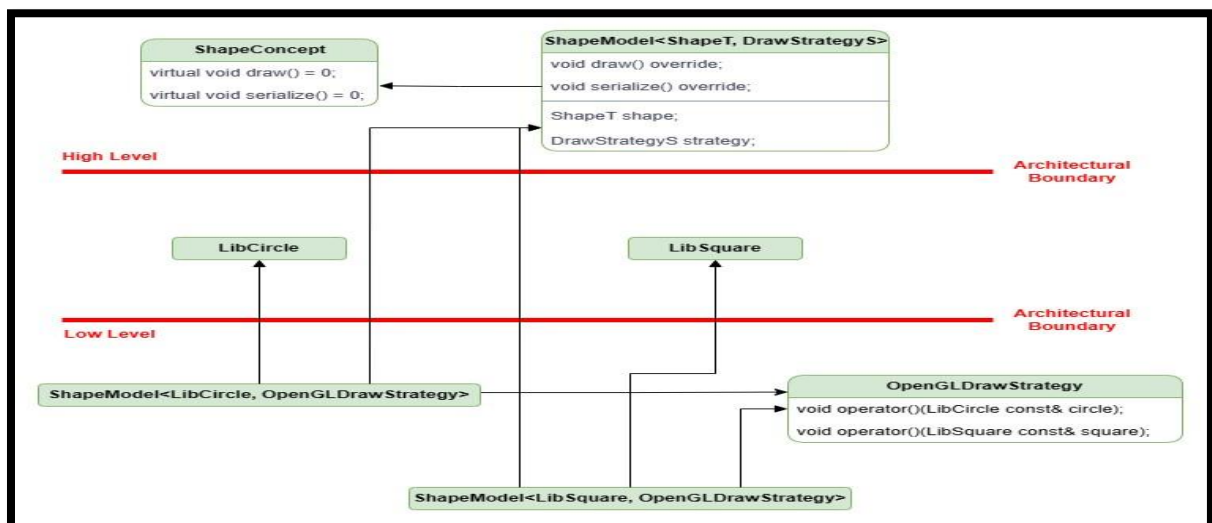 ShapeConcept
virtual void draw() = 0;
virtual void serialize() = 0;
ShapeModel<ShapeT, DrawStrategyS>
void draw() override;
void serialize() override;
ShapeT shape;
DrawStrategyS strategy;
High Level
Architectural
Boundary
LibCircle
LibSquare
Low Level
Architectural
Boundary
ShapeModel<LibCircle, OpenGLDrawStrategy>
OpenGLDrawStrategy
void operator()(LibCircle const& circle);
void operator()(LibSquare const& square);
ShapeModel<LibSquare, OpenGLDrawStrategy>